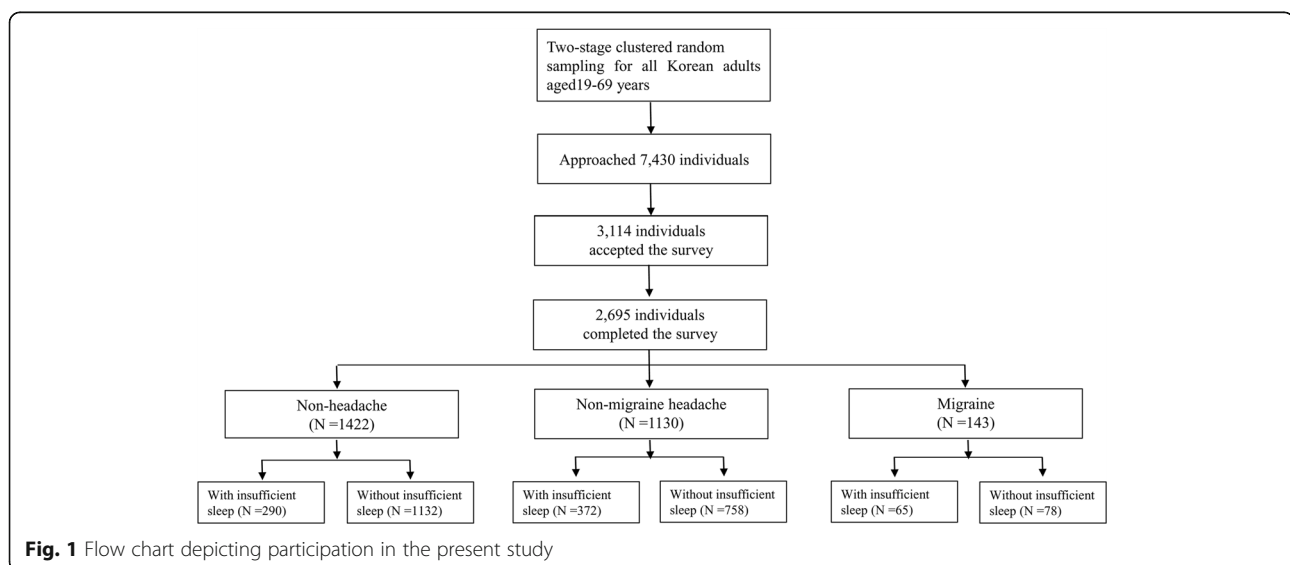 Two-stage clustered random
sampling for all Korean adults
aged19-69 years
Approached 7,430 individuals
3,114 individuals
accepted the survey
2,695 individuals
completed the survey
Non-headache
(N =1422)
Non-migraine headache
(N =1130)
Migraine
(N =143)
With insufficient
sleep (N =290)
Without insufficient
sleep (N =1132)
With insufficient
sleep (N =372)
Without insufficient
sleep (N =758)
With insufficient
sleep (N =65)
Without insufficient
sleep (N =78)
Fig. 1 Flow chart depicting participation in the present study